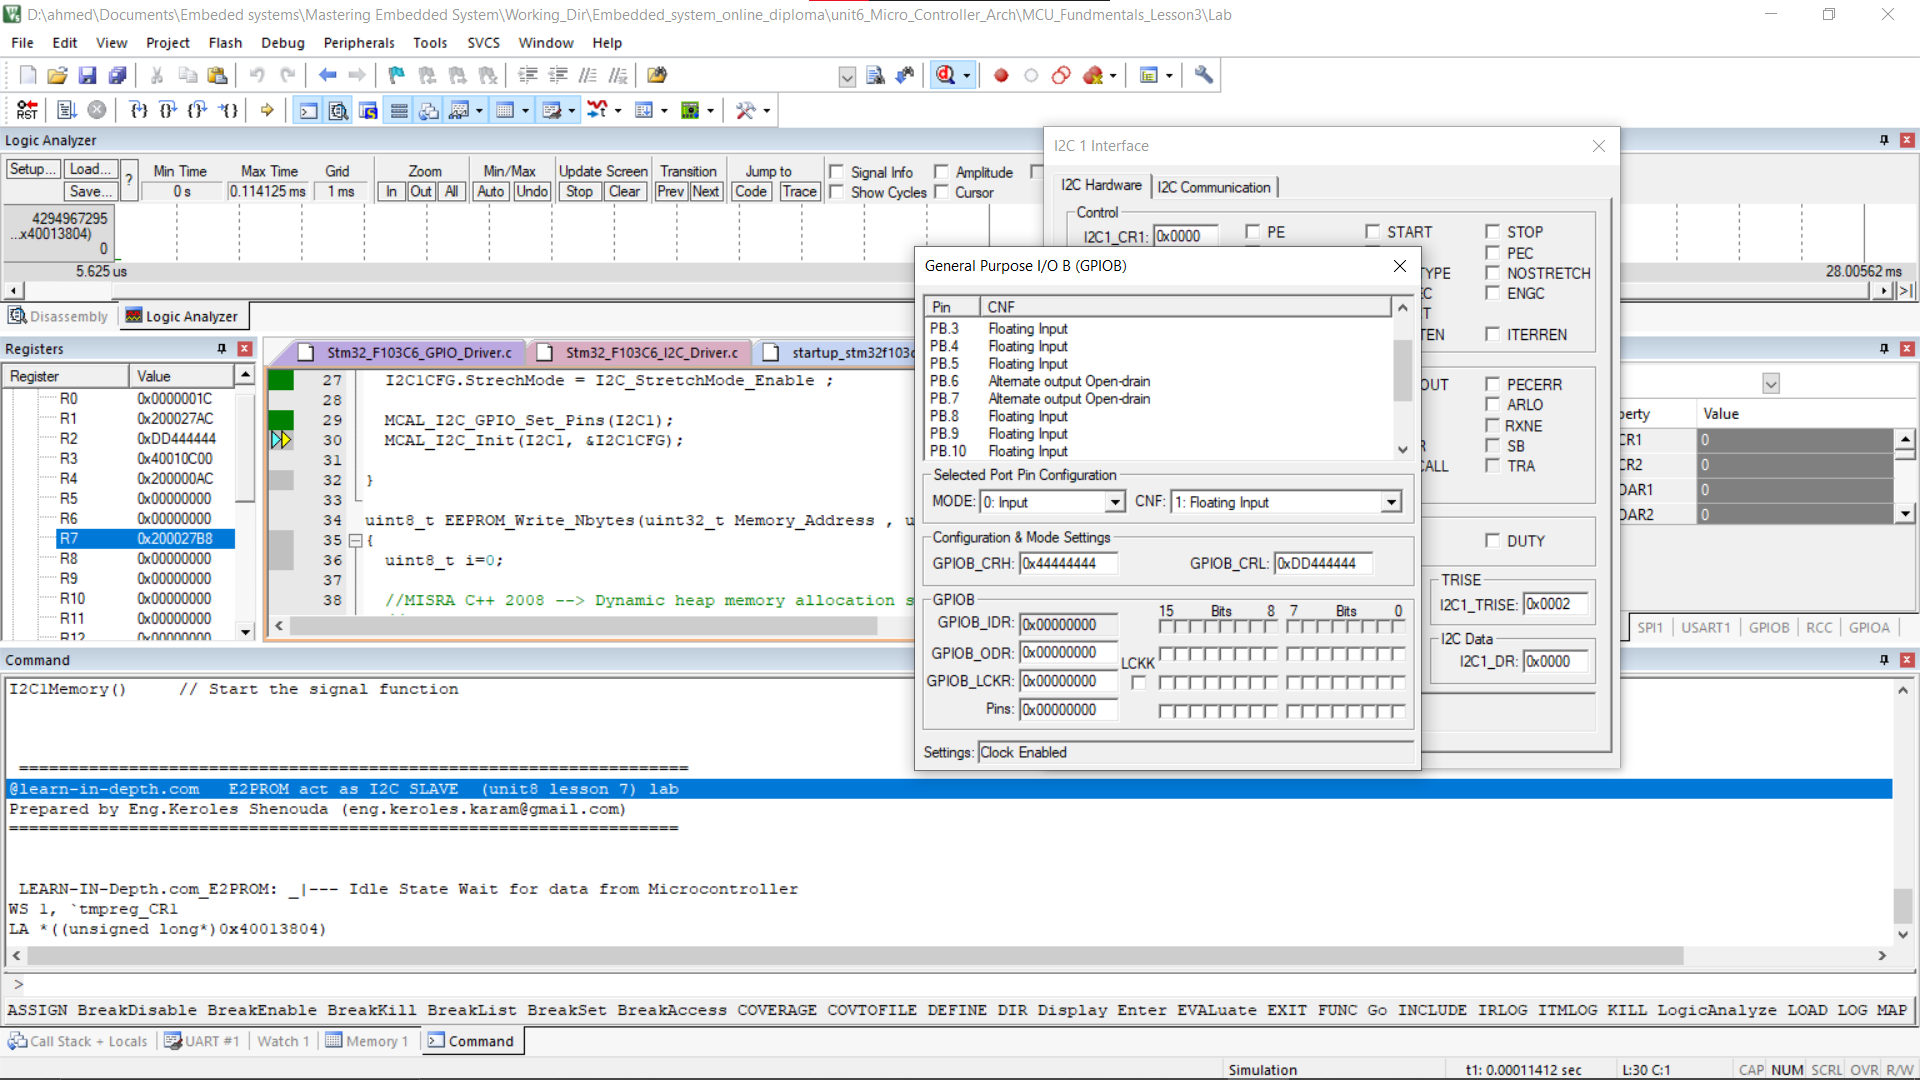 D:\ahmed\Documents\Embeded systems\Mastering Embedded System\Working_Dir\Embedded_system_online_diploma\unit6_Micro_Controller_Arch\MCU_Fundmentals_Lesson3\Lab
File Edit View Project Flash Debug Peripherals Tools SVCS Window Help
RST
Logic Analyzer
Setup... Load... Min Time Max Time Grid Zoom Min/Max Update Screen Transition Jump to Signal Info Amplitude
Save... ? 0 s 0.114125 ms 1 ms In Out All Auto Undo Stop Clear Prev Next Code Trace Show Cycles Cursor
4294967295
...x40013804)
0
5.625 us
28.00562 ms
Disassembly Logic Analyzer
Registers
Register Value
R0 0x0000001C
R1 0x200027AC
R2 0xDD444444
R3 0x40010C00
R4 0x200000AC
R5 0x00000000
R6 0x00000000
R7 0x200027B8
R8 0x00000000
R9 0x00000000
R10 0x00000000
R11 0x00000000
R12 0x00000000
Stm32_F103C6_GPIO_Driver.c Stm32_F103C6_I2C_Driver.c startup_stm32f103c
27 I2C1CFG.StrechMode = I2C_StretchMode_Enable ;
28
29 MCAL_I2C_GPIO_Set_Pins(I2C1);
30 MCAL_I2C_Init(I2C1, &I2C1CFG);
31
32 }
33
34 uint8_t EEPROM_Write_Nbytes(uint32_t Memory_Address , u
35 {
36 uint8_t i=0;
37
38 //MISRA C++ 2008 --> Dynamic heap memory allocation s
I2C 1 Interface
I2C Hardware I2C Communication
Control
I2C1_CR1: 0x0000 PE START STOP
PEC
TYPE NOSTRETCH
C ENGC
T
TEN ITERREN
OUT PECERR
ARLO
RXNE
R SB
CALL TRA
DUTY
TRISE
I2C1_TRISE: 0x0002
I2C Data
I2C1_DR: 0x0000
General Purpose I/O B (GPIOB)
Pin CNF
PB.3 Floating Input
PB.4 Floating Input
PB.5 Floating Input
PB.6 Alternate output Open-drain
PB.7 Alternate output Open-drain
PB.8 Floating Input
PB.9 Floating Input
PB.10 Floating Input
Selected Port Pin Configuration
MODE: 0: Input CNF: 1: Floating Input
Configuration & Mode Settings
GPIOB_CRH: 0x44444444 GPIOB_CRL: 0xDD444444
GPIOB
15 Bits 8 7 Bits 0
GPIOB_IDR: 0x00000000
GPIOB_ODR: 0x00000000
LCKK
GPIOB_LCKR: 0x00000000
Pins: 0x00000000
Settings: Clock Enabled
perty Value
CR1 0
CR2 0
OAR1 0
OAR2 0
SPI1 USART1 GPIOB RCC GPIOA
Command
I2C1Memory() // Start the signal function
===================================================================
@learn-in-depth.com E2PROM act as I2C SLAVE (unit8 lesson 7) lab
Prepared by Eng.Keroles Shenouda (eng.keroles.karam@gmail.com)
===================================================================
LEARN-IN-Depth.com_E2PROM: _|--- Idle State Wait for data from Microcontroller
WS 1, `tmpreg_CR1
LA *((unsigned long*)0x40013804)
>
ASSIGN BreakDisable BreakEnable BreakKill BreakList BreakSet BreakAccess COVERAGE COVTOFILE DEFINE DIR Display Enter EVALuate EXIT FUNC Go INCLUDE IRLOG ITMLOG KILL LogicAnalyze LOAD LOG MAP
Call Stack + Locals UART #1 Watch 1 Memory 1 Command
Simulation t1: 0.00011412 sec L:30 C:1 CAP NUM SCRL OVR R/W